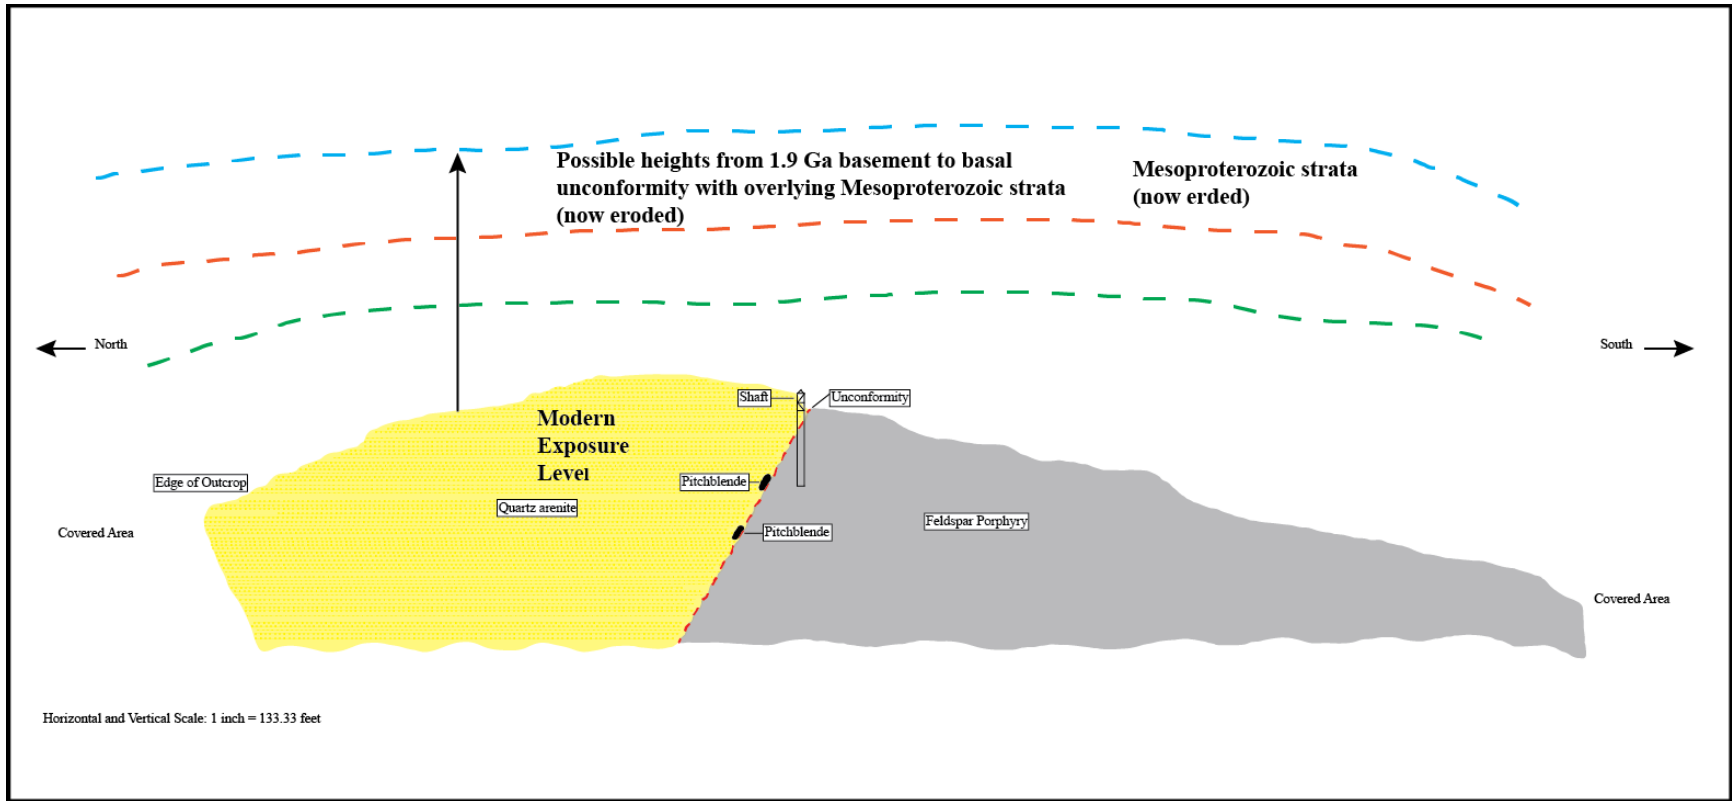 Possible heights from 1.9 Ga basement to basal
unconformity with overlying Mesoproterozoic strata
(now eroded)
Mesoproterozoic strata
(now erded)
North
South
Shaft
Unconformity
Modern
Exposure
Level
Edge of Outcrop
Pitchblende
Quartz arenite
Feldspar Porphyry
Covered Area
Pitchblende
Covered Area
Horizontal and Vertical Scale: 1 inch = 133.33 feet